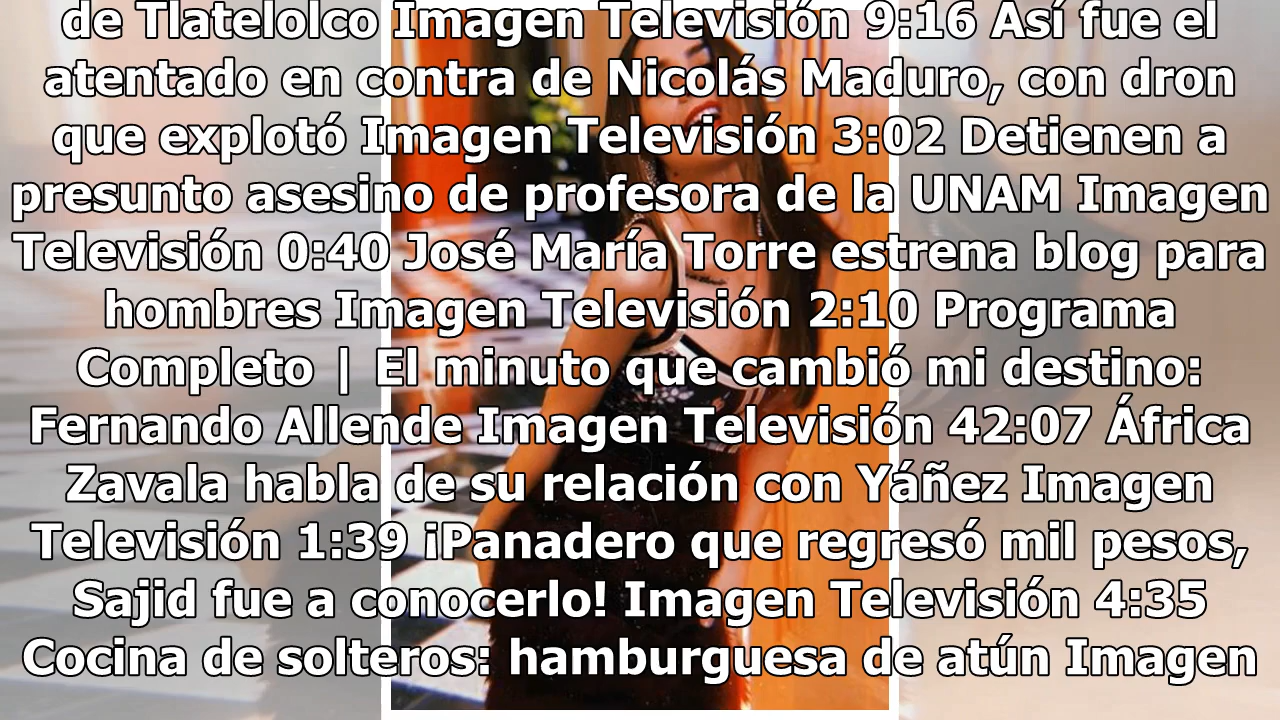 de Tlatelolco Imagen Televisión 9:16 Así fue el
atentado en contra de Nicolás Maduro, con dron
que explotó Imagen Televisión 3:02 Detienen a
presunto asesino de profesora de la UNAM Imagen
Televisión 0:40 José María Torre estrena blog para
hombres Imagen Televisión 2:10 Programa
Completo | El minuto que cambió mi destino:
Fernando Allende Imagen Televisión 42:07 África
Zavala habla de su relación con Yáñez Imagen
Televisión 1:39 ¡Panadero que regresó mil pesos,
Sajid fue a conocerlo! Imagen Televisión 4:35
Cocina de solteros: hamburguesa de atún Imagen